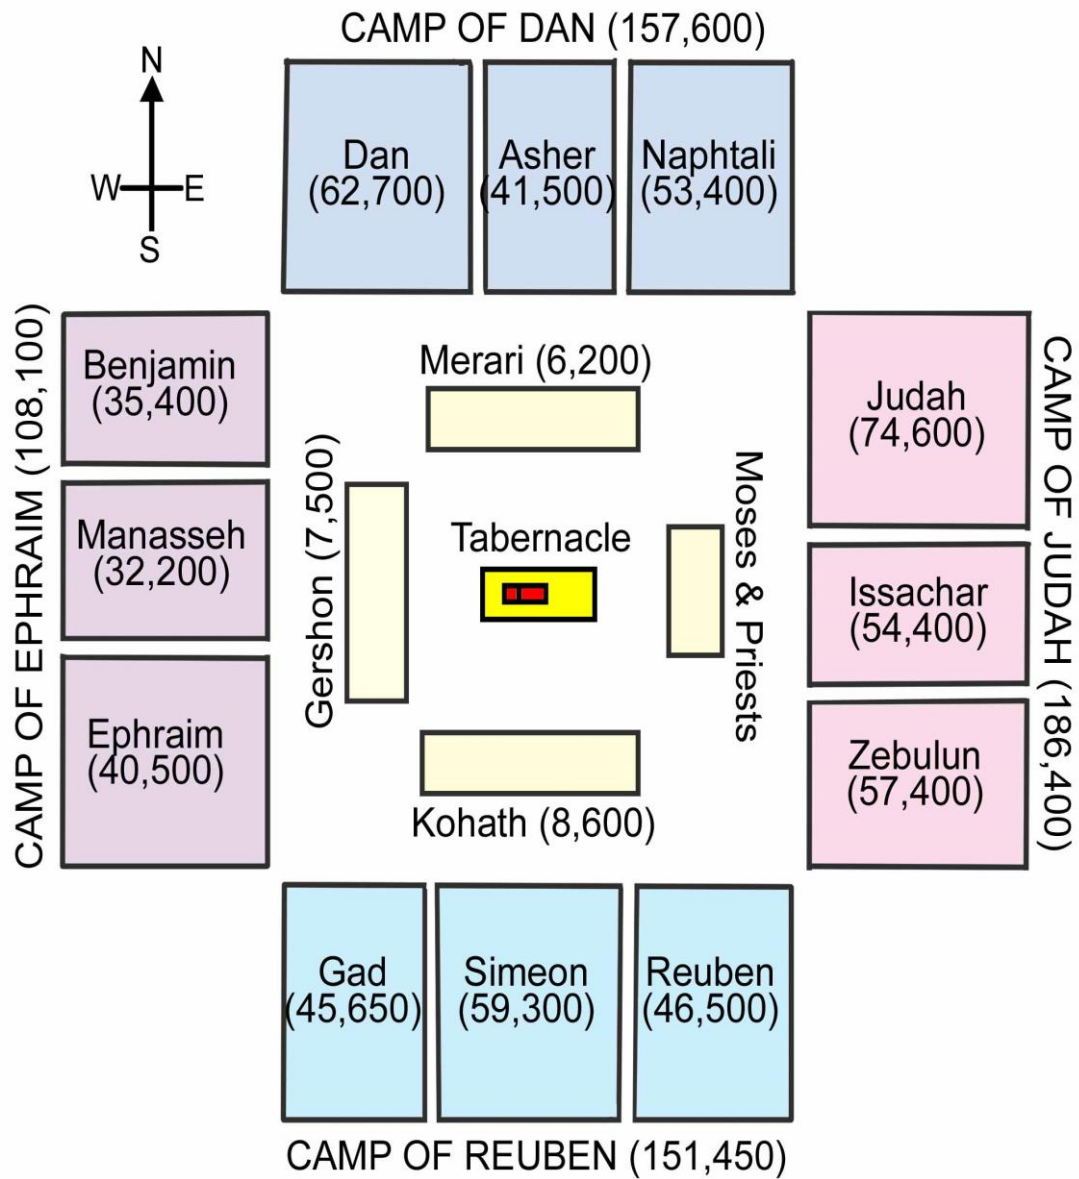 CAMP OF DAN (157,600)
N
W
E
S
Dan
(62,700)
Asher
(41,500)
Naphtali
(53,400)
CAMP OF EPHRAIM (108,100)
Benjamin
(35,400)
Manasseh
(32,200)
Ephraim
(40,500)
Merari (6,200)
Gershon (7,500)
Tabernacle
Moses & Priests
Kohath (8,600)
Judah
(74,600)
Issachar
(54,400)
Zebulun
(57,400)
CAMP OF JUDAH (186,400)
Gad
(45,650)
Simeon
(59,300)
Reuben
(46,500)
CAMP OF REUBEN (151,450)